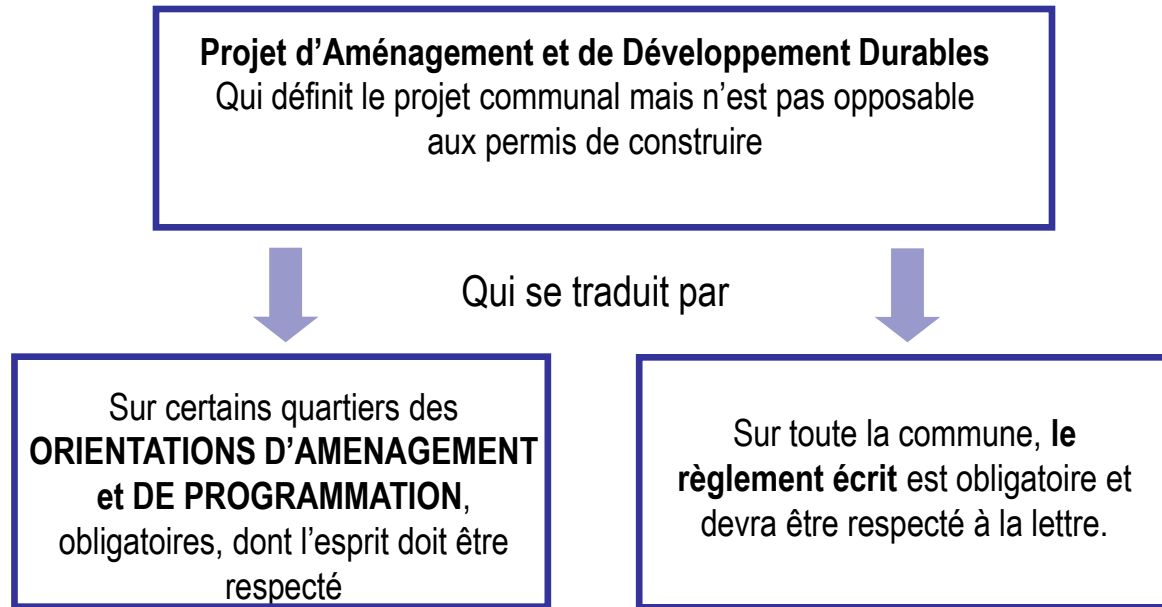 Projet d’Aménagement et de Développement Durables
Qui définit le projet communal mais n’est pas opposable
aux permis de construire
Qui se traduit par
Sur certains quartiers des
ORIENTATIONS D’AMENAGEMENT
et DE PROGRAMMATION,
obligatoires, dont l’esprit doit être
respecté
Sur toute la commune, le
règlement écrit est obligatoire et
devra être respecté à la lettre.